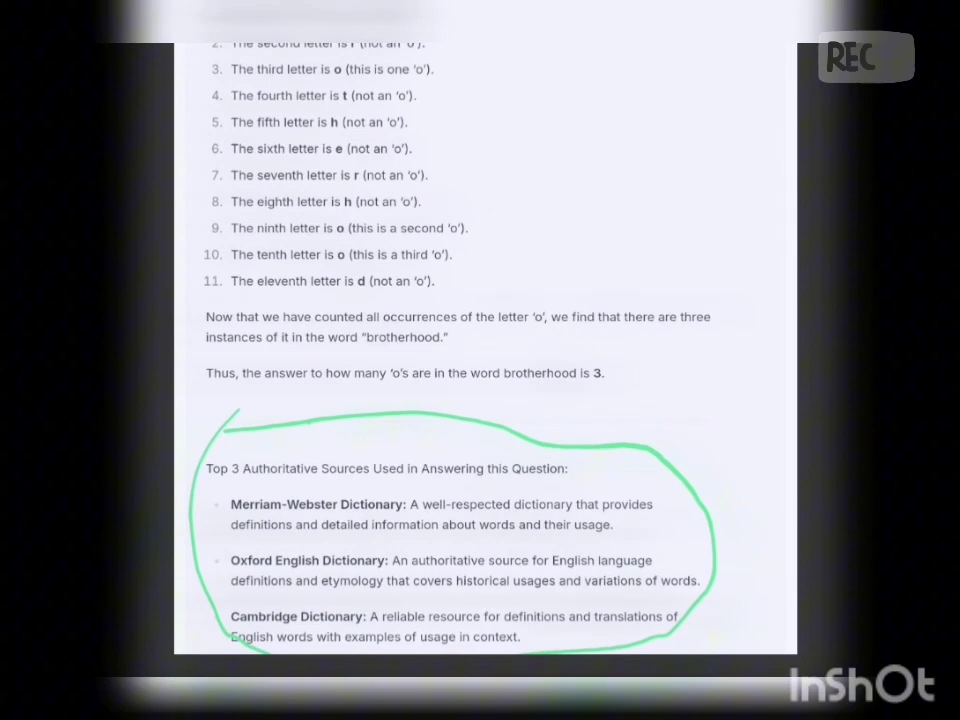 2. The second letter is r (not an ‘o’).
REC
3. The third letter is o (this is one ‘o’).
4. The fourth letter is t (not an ‘o’).
5. The fifth letter is h (not an ‘o’).
6. The sixth letter is e (not an ‘o’).
7. The seventh letter is r (not an ‘o’).
8. The eighth letter is h (not an ‘o’).
9. The ninth letter is o (this is a second ‘o’).
10. The tenth letter is o (this is a third ‘o’).
11. The eleventh letter is d (not an ‘o’).
Now that we have counted all occurrences of the letter ‘o’, we find that there are three
instances of it in the word “brotherhood.”
Thus, the answer to how many ‘o’s are in the word brotherhood is 3.
Top 3 Authoritative Sources Used in Answering this Question:
Merriam-Webster Dictionary: A well-respected dictionary that provides
definitions and detailed information about words and their usage.
Oxford English Dictionary: An authoritative source for English language
definitions and etymology that covers historical usages and variations of words.
Cambridge Dictionary: A reliable resource for definitions and translations of
English words with examples of usage in context.
InShOt